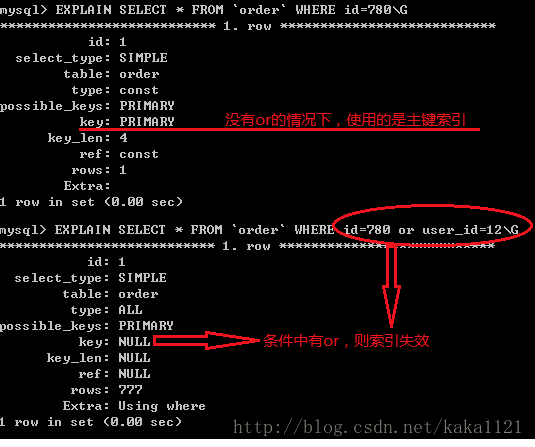 mysql> EXPLAIN SELECT * FROM `order` WHERE id=780\G
*************************** 1. row ***************************
id: 1
select_type: SIMPLE
table: order
type: const
possible_keys: PRIMARY
key: PRIMARY
没有or的情况下，使用的是主键索引
key_len: 4
ref: const
rows: 1
Extra:
1 row in set (0.00 sec)
mysql> EXPLAIN SELECT * FROM `order` WHERE id=780 or user_id=12\G
*************************** 1. row ***************************
id: 1
select_type: SIMPLE
table: order
type: ALL
possible_keys: PRIMARY
key: NULL
条件中有or，则索引失效
key_len: NULL
ref: NULL
rows: 777
Extra: Using where
1 row in set (0.00 sec)
http://blog.csdn.net/kaka1121